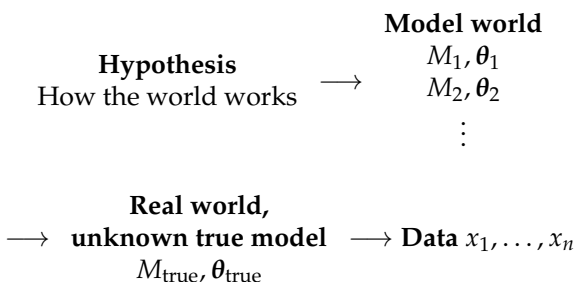 Hypothesis
How the world works
⟶
Model world
M₁, θ₁
M₂, θ₂
⋮
⟶
Real world,
unknown true model
M_true, θ_true
⟶ Data x₁, . . . , xₙ